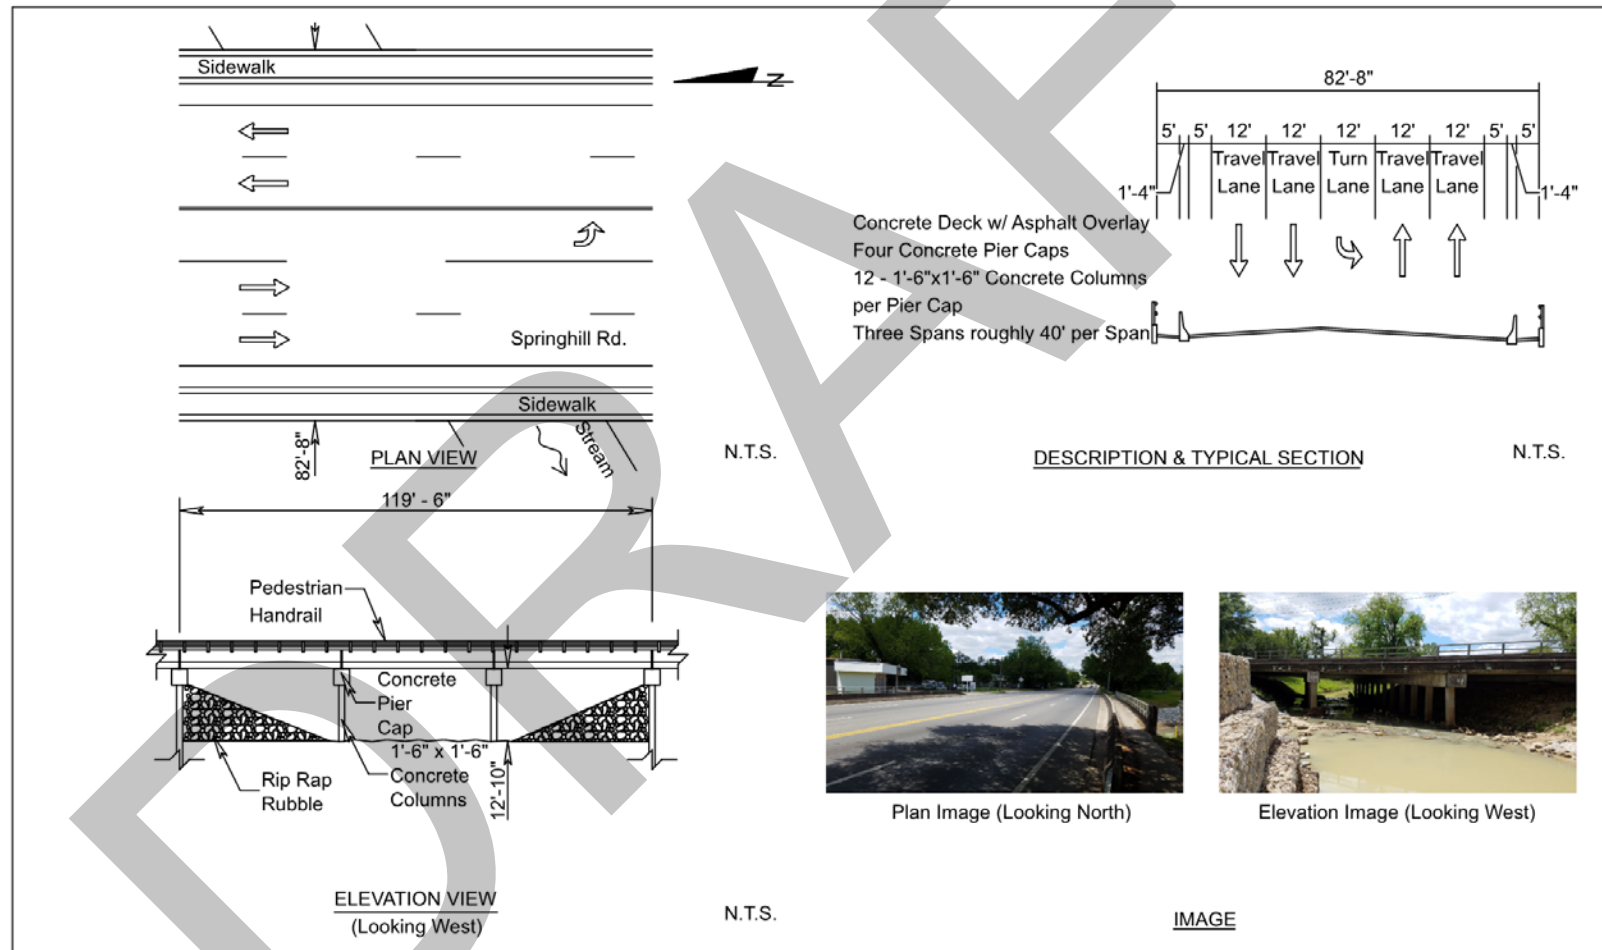 Sidewalk
N
Springhill Rd.
Sidewalk
Stream
82'-8"
PLAN VIEW
N.T.S.
82'-8"
5' 5' 12' 12' 12' 12' 12' 5' 5'
Travel Travel Turn Travel Travel
Lane Lane Lane Lane Lane
1'-4" 1'-4"
Concrete Deck w/ Asphalt Overlay
Four Concrete Pier Caps
12 - 1'-6"x1'-6" Concrete Columns
per Pier Cap
Three Spans roughly 40' per Span
DESCRIPTION & TYPICAL SECTION
N.T.S.
119' - 6"
Pedestrian
Handrail
Concrete
Pier
Cap
1'-6" x 1'-6"
Concrete
Columns
Rip Rap
Rubble
12'-10"
ELEVATION VIEW
(Looking West)
N.T.S.
Plan Image (Looking North)
Elevation Image (Looking West)
IMAGE
DRAFT